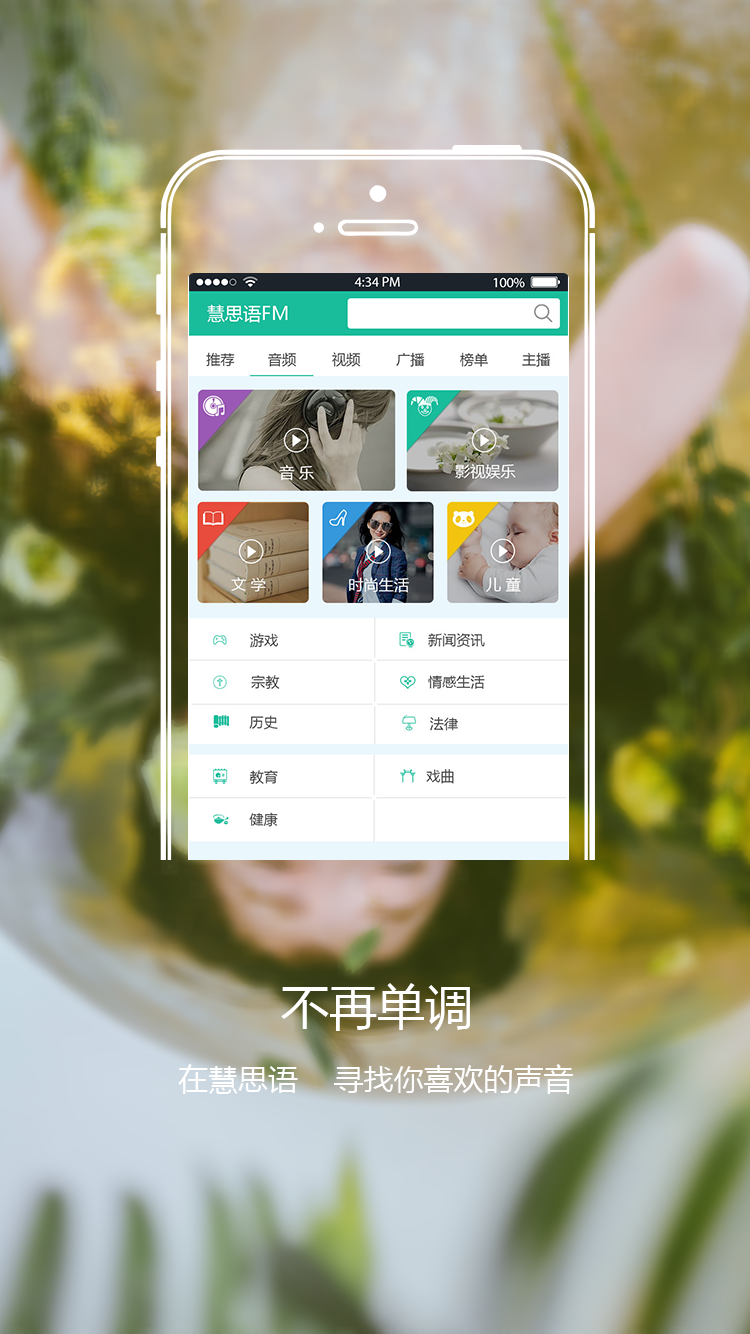 4:34 PM 100%
慧思语FM
推荐 音频 视频 广播 榜单 主播
音乐 影视娱乐
文学 时尚生活 儿童
游戏 新闻资讯
宗教 情感生活
历史 法律
教育 戏曲
健康
不再单调
在慧思语 寻找你喜欢的声音